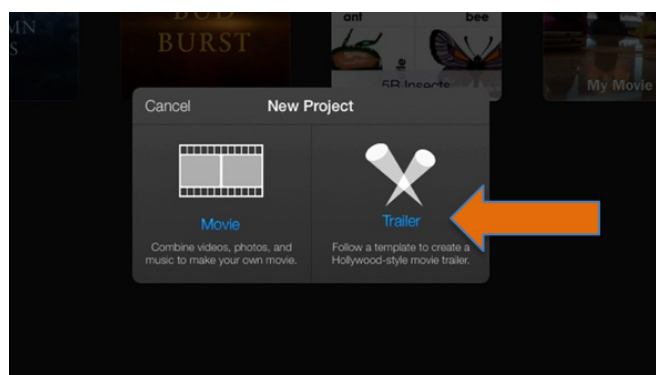 MN
S
BUD
BURST
ant
bee
5B Insects
My Movie
Cancel
New Project
Movie
Combine videos, photos, and
music to make your own movie.
Trailer
Follow a template to create a
Hollywood-style movie trailer.